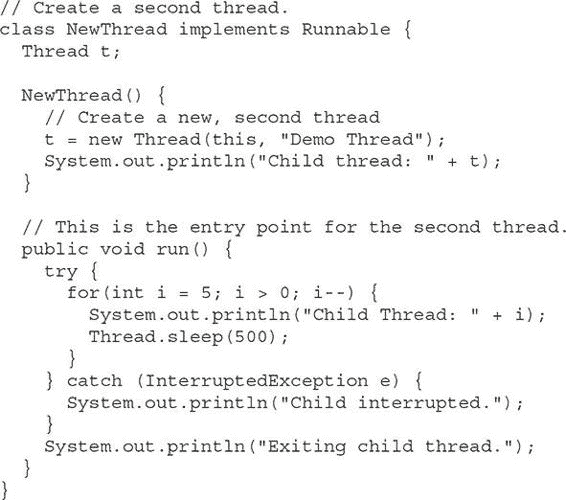 // Create a second thread.
class NewThread implements Runnable {
  Thread t;

  NewThread() {
    // Create a new, second thread
    t = new Thread(this, "Demo Thread");
    System.out.println("Child thread: " + t);
  }

  // This is the entry point for the second thread.
  public void run() {
    try {
      for(int i = 5; i > 0; i--) {
        System.out.println("Child Thread: " + i);
        Thread.sleep(500);
      }
    } catch (InterruptedException e) {
      System.out.println("Child interrupted.");
    }
    System.out.println("Exiting child thread.");
  }
}